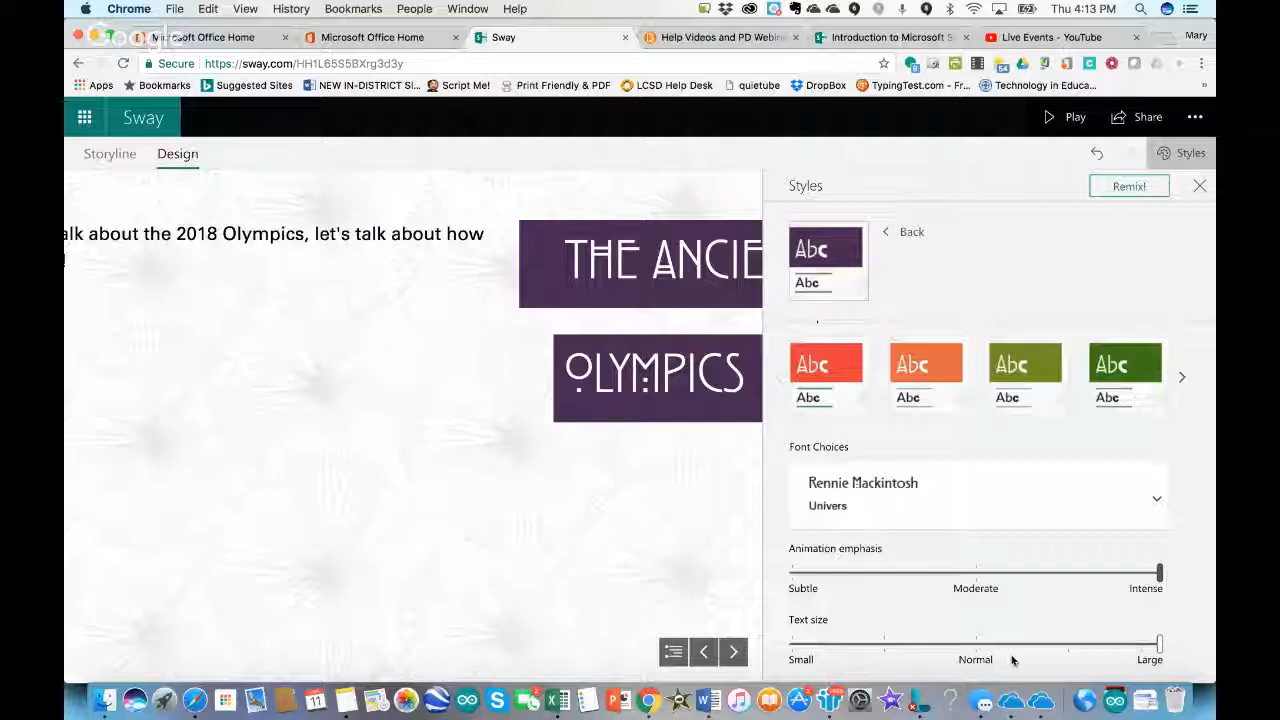 Chrome File Edit View History Bookmarks People Window Help Thu 4:13 PM
Google
Microsoft Office Home Microsoft Office Home Sway Help Videos and PD Webin Introduction to Microsoft S Live Events - YouTube Mary
Secure https://sway.com/HH1L65S5BXrg3d3y
Apps Bookmarks Suggested Sites NEW IN-DISTRICT SI... Script Me! Print Friendly & PDF LCSD Help Desk quietube DropBox TypingTest.com - Fr... Technology in Educa... »
Sway Play Share
Storyline Design Styles
Styles Remix!
alk about the 2018 Olympics, let's talk about how
!
THE ANCIE
OLYMPICS
Abc Back
Abc
Abc Abc Abc Abc
Abc Abc Abc Abc
Font Choices
Rennie Mackintosh
Univers
Animation emphasis
Subtle Moderate Intense
Text size
Small Normal Large